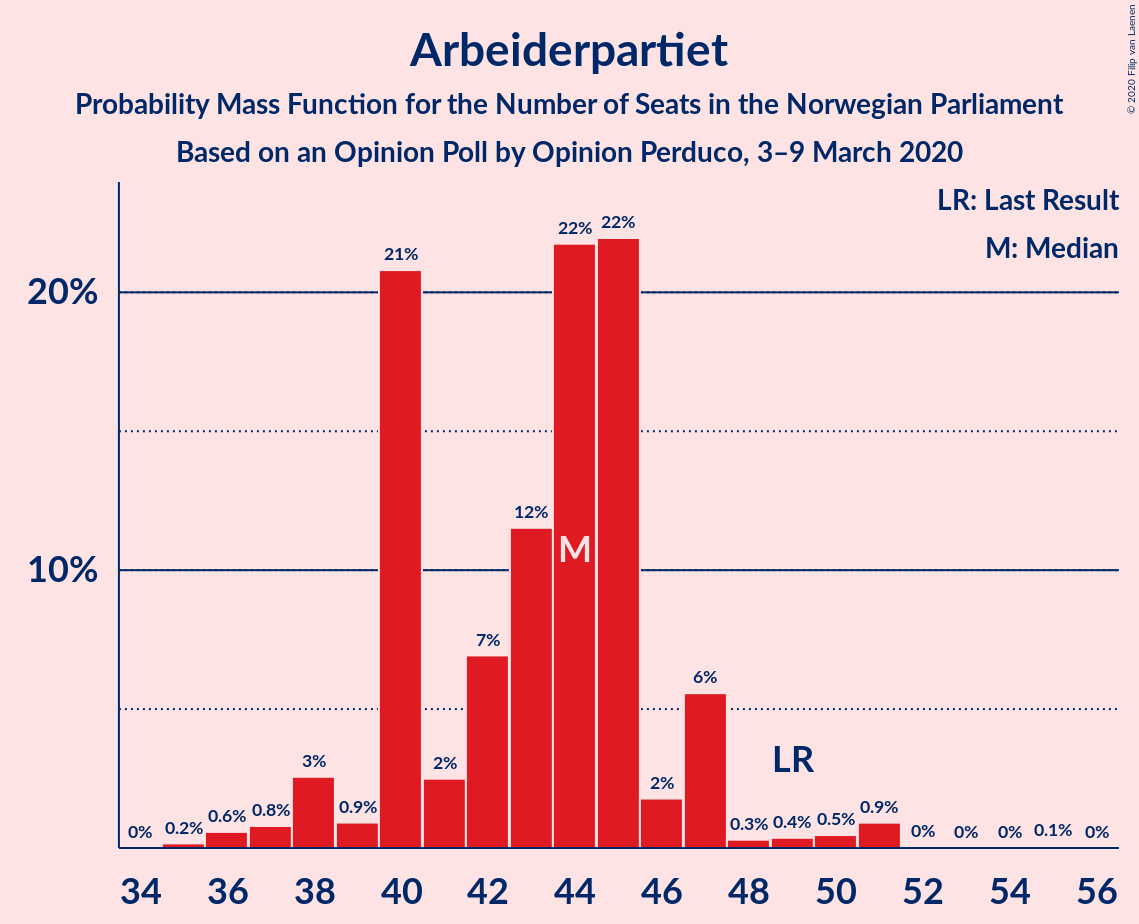 Arbeiderpartiet
Probability Mass Function for the Number of Seats in the Norwegian Parliament
Based on an Opinion Poll by Opinion Perduco, 3–9 March 2020
© 2020 Filip van Laenen
LR: Last Result
M: Median
20%
10%
0%
0.2%
0.6%
0.8%
3%
0.9%
21%
2%
7%
12%
22%
22%
2%
6%
0.3%
0.4%
0.5%
0.9%
0%
0%
0%
0.1%
0%
M
LR
34 36 38 40 42 44 46 48 50 52 54 56